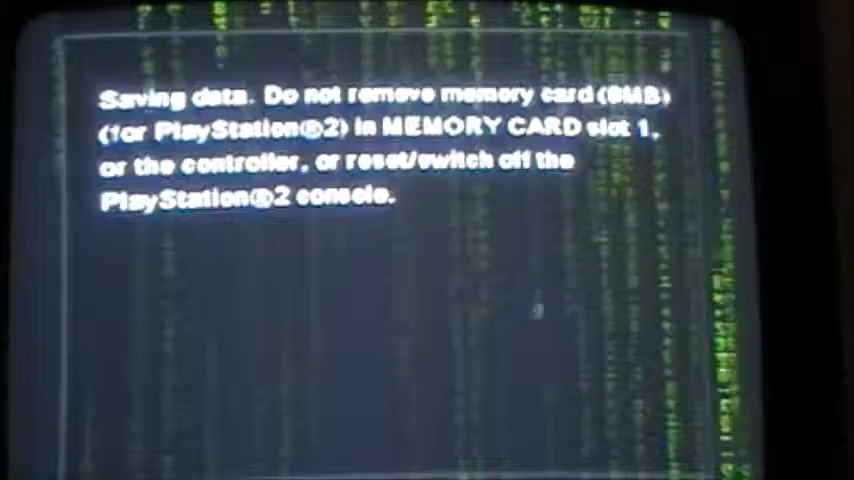 Saving data. Do not remove memory card (8MB)
(for PlayStation®2) in MEMORY CARD slot 1,
or the controller, or reset/switch off the
PlayStation®2 console.